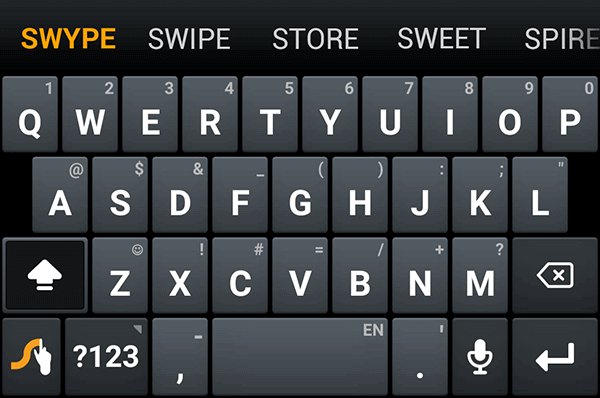 SWYPE SWIPE STORE SWEET SPIRE
1 2 3 4 5 6 7 8 9 0
Q W E R T Y U I O P
@ $ & _ ( ) : ; "
A S D F G H J K L
! # = / + ?
Z X C V B N M
- EN '
?123 , .